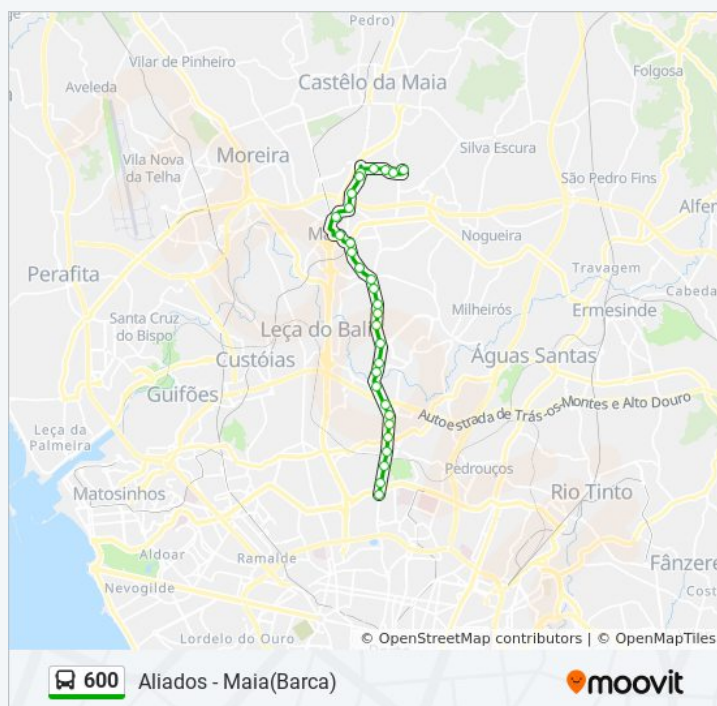 Pedro)
Folgosa
Vilar de Pinheiro
Castêlo da Maia
Aveleda
Silva Escura
Moreira
Vila Nova
da Telha
São Pedro Fins
Alfen
Nogueira
Perafita
Travagem
Cabeda
Milheirós
Ermesinde
Santa Cruz
do Bispo
Leça do Bali
Águas Santas
Custóias
Guifões
Autoestrada de Trás-os-Montes e Alto Douro
Leça da
Palmeira
Pedrouços
Rio Tinto
Matosinhos
Aldoar
Ramalde
Fânzere
Nevogilde
Cost
Lordelo do Ouro
© OpenStreetMap contributors | © OpenMapTiles
600 Aliados - Maia(Barca)
moovit